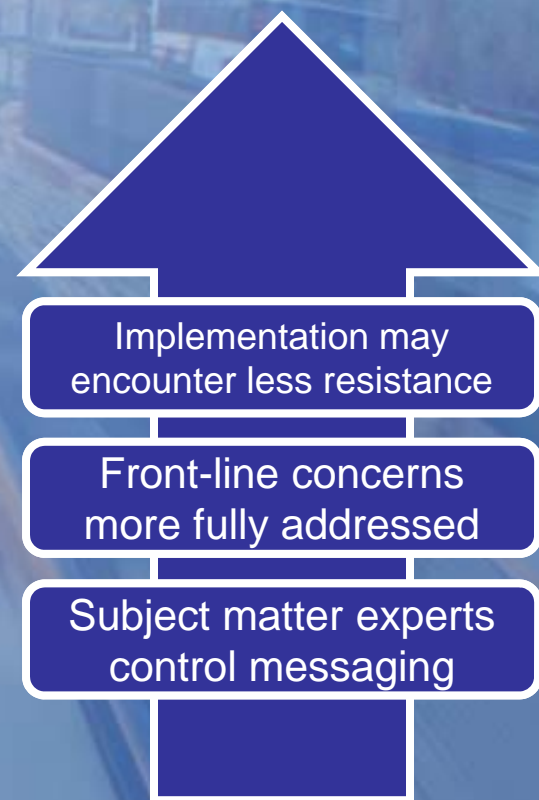 Implementation may
encounter less resistance
Front-line concerns
more fully addressed
Subject matter experts
control messaging